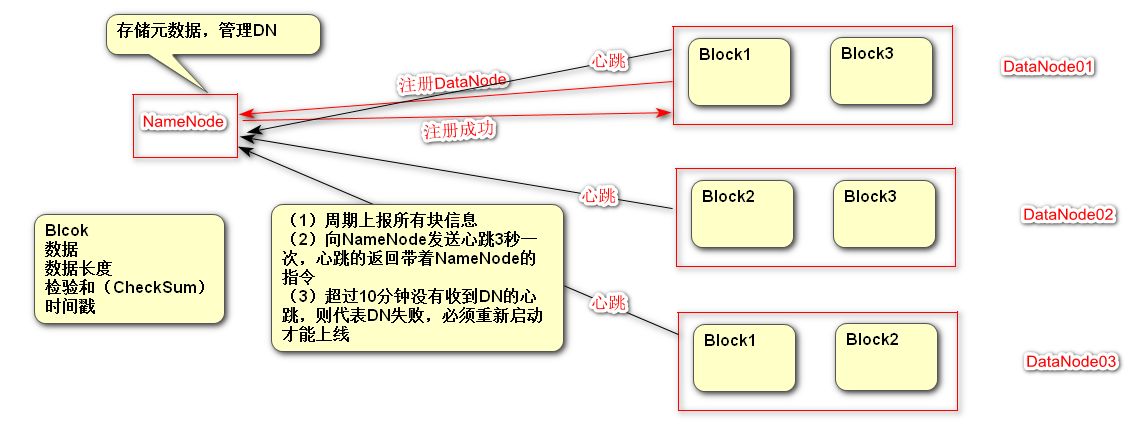 存储元数据，管理DN
NameNode
注册DataNode
注册成功
心跳
Block1
Block3
DataNode01
心跳
Block2
Block3
DataNode02
心跳
Block1
Block2
DataNode03
Blcok
数据
数据长度
检验和（CheckSum）
时间戳
（1）周期上报所有块信息
（2）向NameNode发送心跳3秒一
次，心跳的返回带着NameNode的
指令
（3）超过10分钟没有收到DN的心
跳，则代表DN失败，必须重新启动
才能上线